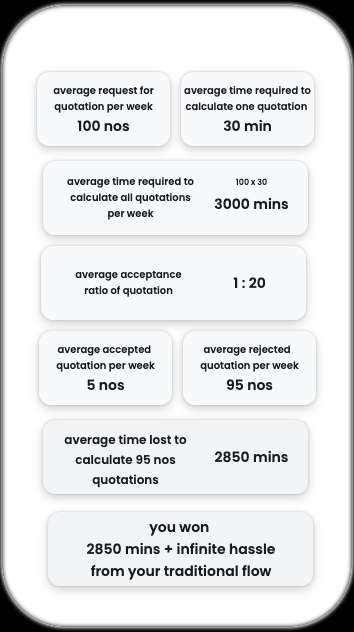 average request for
quotation per week
100 nos
average time required to
calculate one quotation
30 min
average time required to
calculate all quotations
per week
100 x 30
3000 mins
average acceptance
ratio of quotation
1 : 20
average accepted
quotation per week
5 nos
average rejected
quotation per week
95 nos
average time lost to
calculate 95 nos
quotations
2850 mins
you won
2850 mins + infinite hassle
from your traditional flow